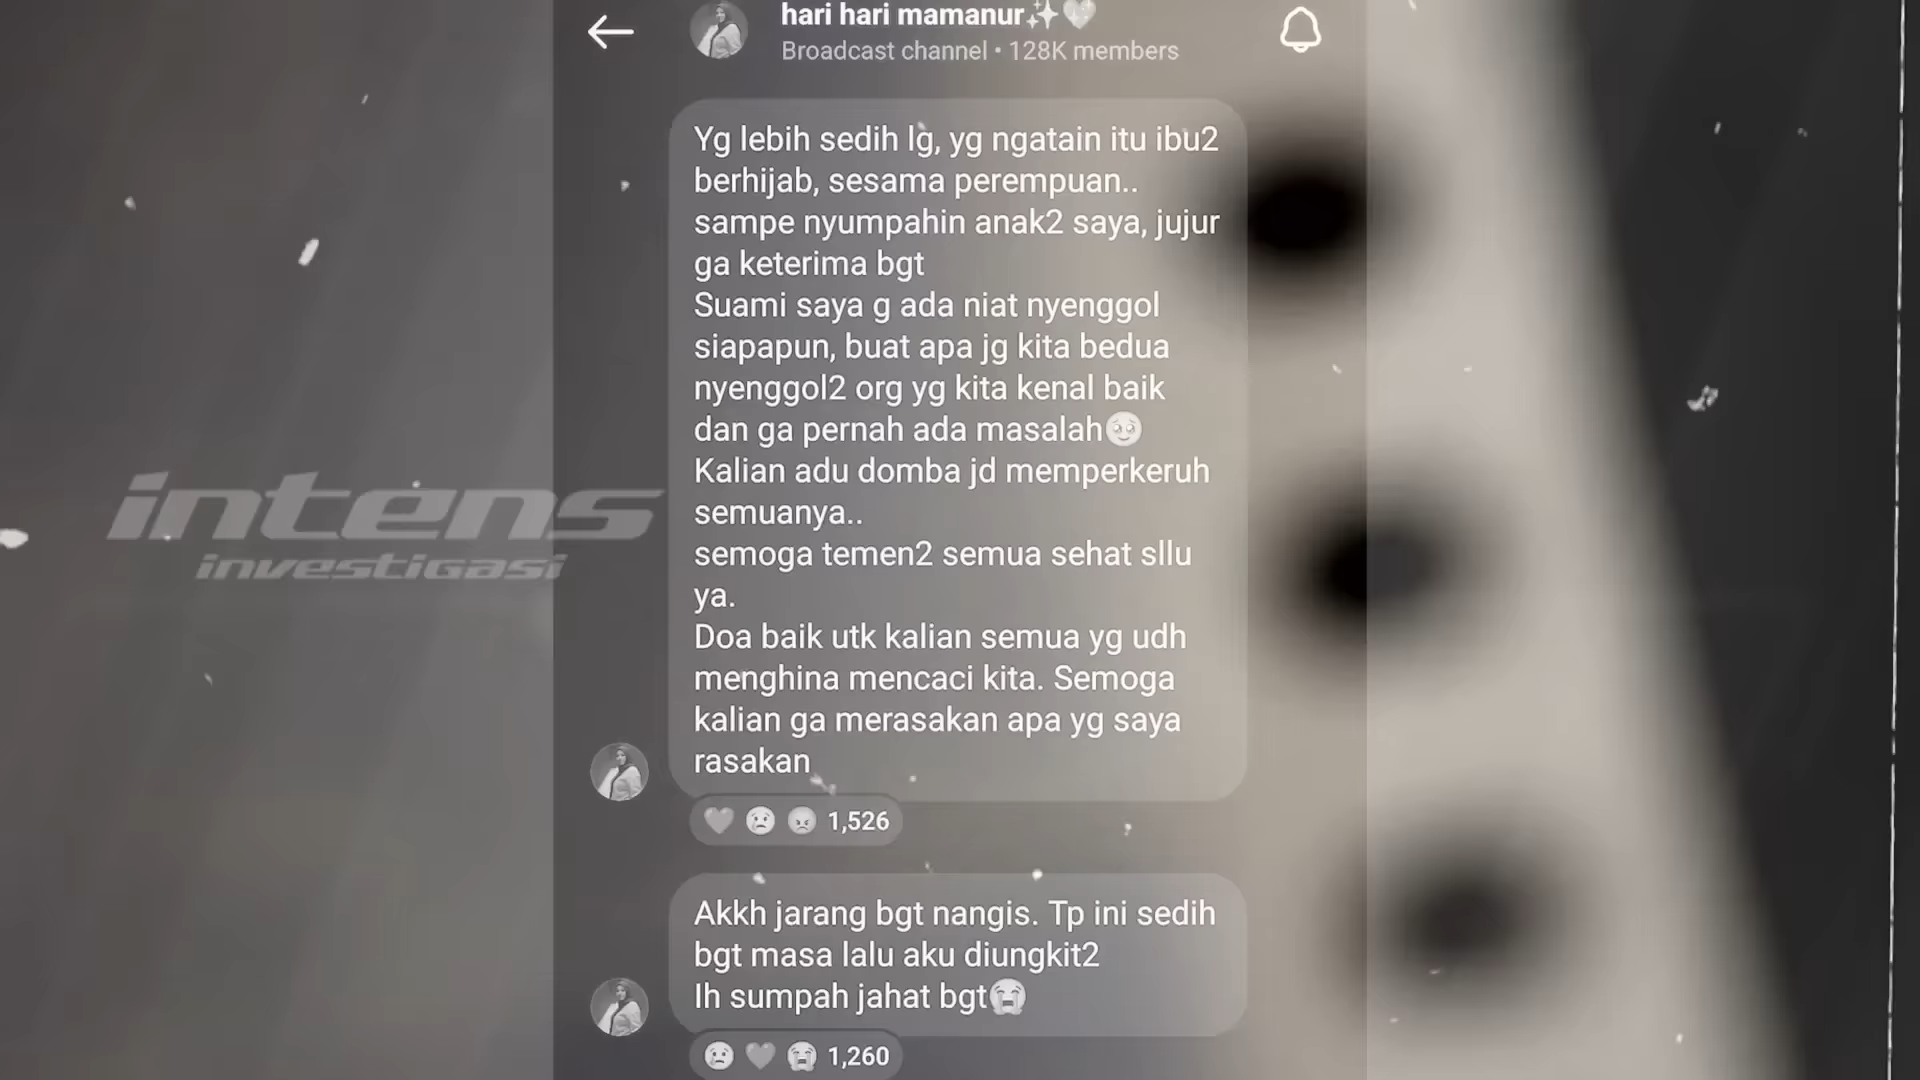 hari hari mamanur✨🤍
Broadcast channel • 128K members
Yg lebih sedih lg, yg ngatain itu ibu2
berhijab, sesama perempuan..
sampe nyumpahin anak2 saya, jujur
ga keterima bgt
Suami saya g ada niat nyenggol
siapapun, buat apa jg kita bedua
nyenggol2 org yg kita kenal baik
dan ga pernah ada masalah🥹
Kalian adu domba jd memperkeruh
semuanya..
semoga temen2 semua sehat sllu
ya.
Doa baik utk kalian semua yg udh
menghina mencaci kita. Semoga
kalian ga merasakan apa yg saya
rasakan
1,526
Akkh jarang bgt nangis. Tp ini sedih
bgt masa lalu aku diungkit2
Ih sumpah jahat bgt😭
1,260
intens
investigasi